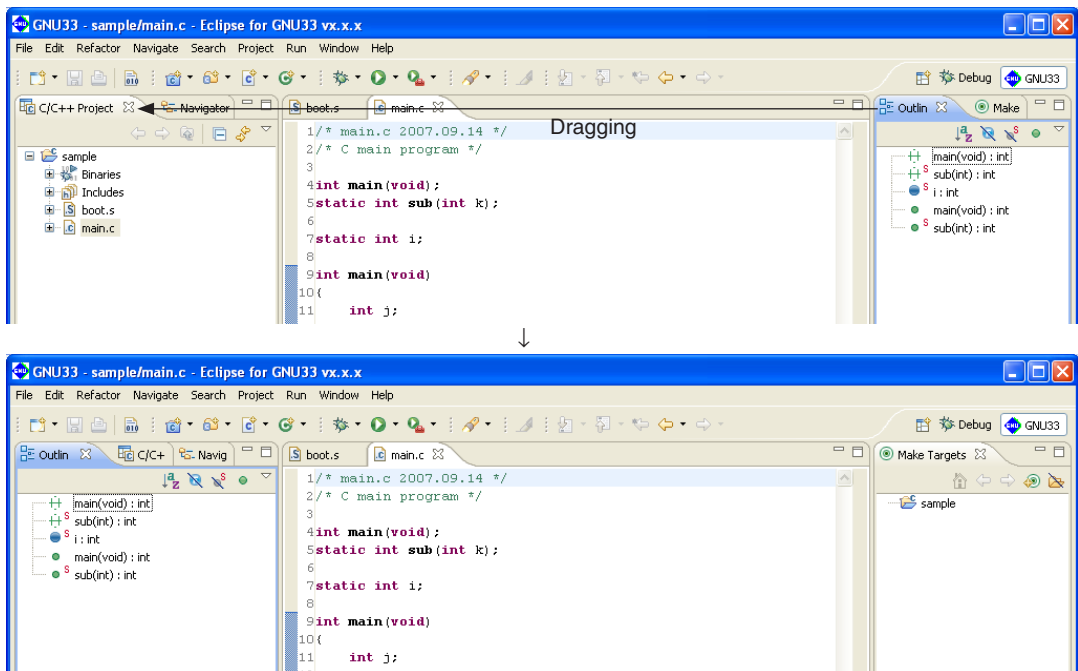 GNU33 - sample/main.c - Eclipse for GNU33 vx.x.x
File Edit Refactor Navigate Search Project Run Window Help
Debug GNU33
C/C++ Project Navigator boot.s main.c Outlin Make
Dragging
sample
Binaries
Includes
boot.s
main.c
1/* main.c 2007.09.14 */
2/* C main program */
3
4int main(void);
5static int sub(int k);
6
7static int i;
8
9int main(void)
10{
11 int j;
main(void) : int
S sub(int) : int
S i : int
main(void) : int
S sub(int) : int
↓
GNU33 - sample/main.c - Eclipse for GNU33 vx.x.x
File Edit Refactor Navigate Search Project Run Window Help
Debug GNU33
Outlin C/C+ Navig boot.s main.c Make Targets
main(void) : int
S sub(int) : int
S i : int
main(void) : int
S sub(int) : int
1/* main.c 2007.09.14 */
2/* C main program */
3
4int main(void);
5static int sub(int k);
6
7static int i;
8
9int main(void)
10{
11 int j;
sample